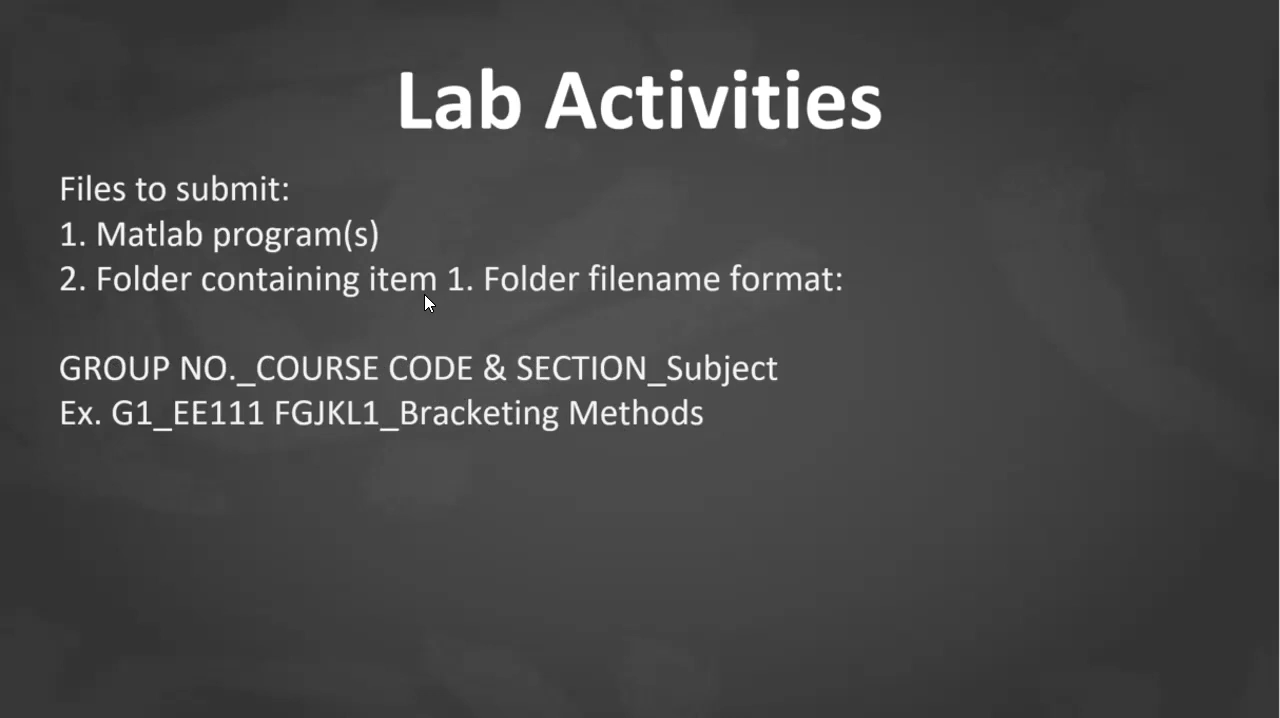 Lab Activities
Files to submit:
1. Matlab program(s)
2. Folder containing item 1. Folder filename format:
GROUP NO._COURSE CODE & SECTION_Subject
Ex. G1_EE111 FGJKL1_Bracketing Methods